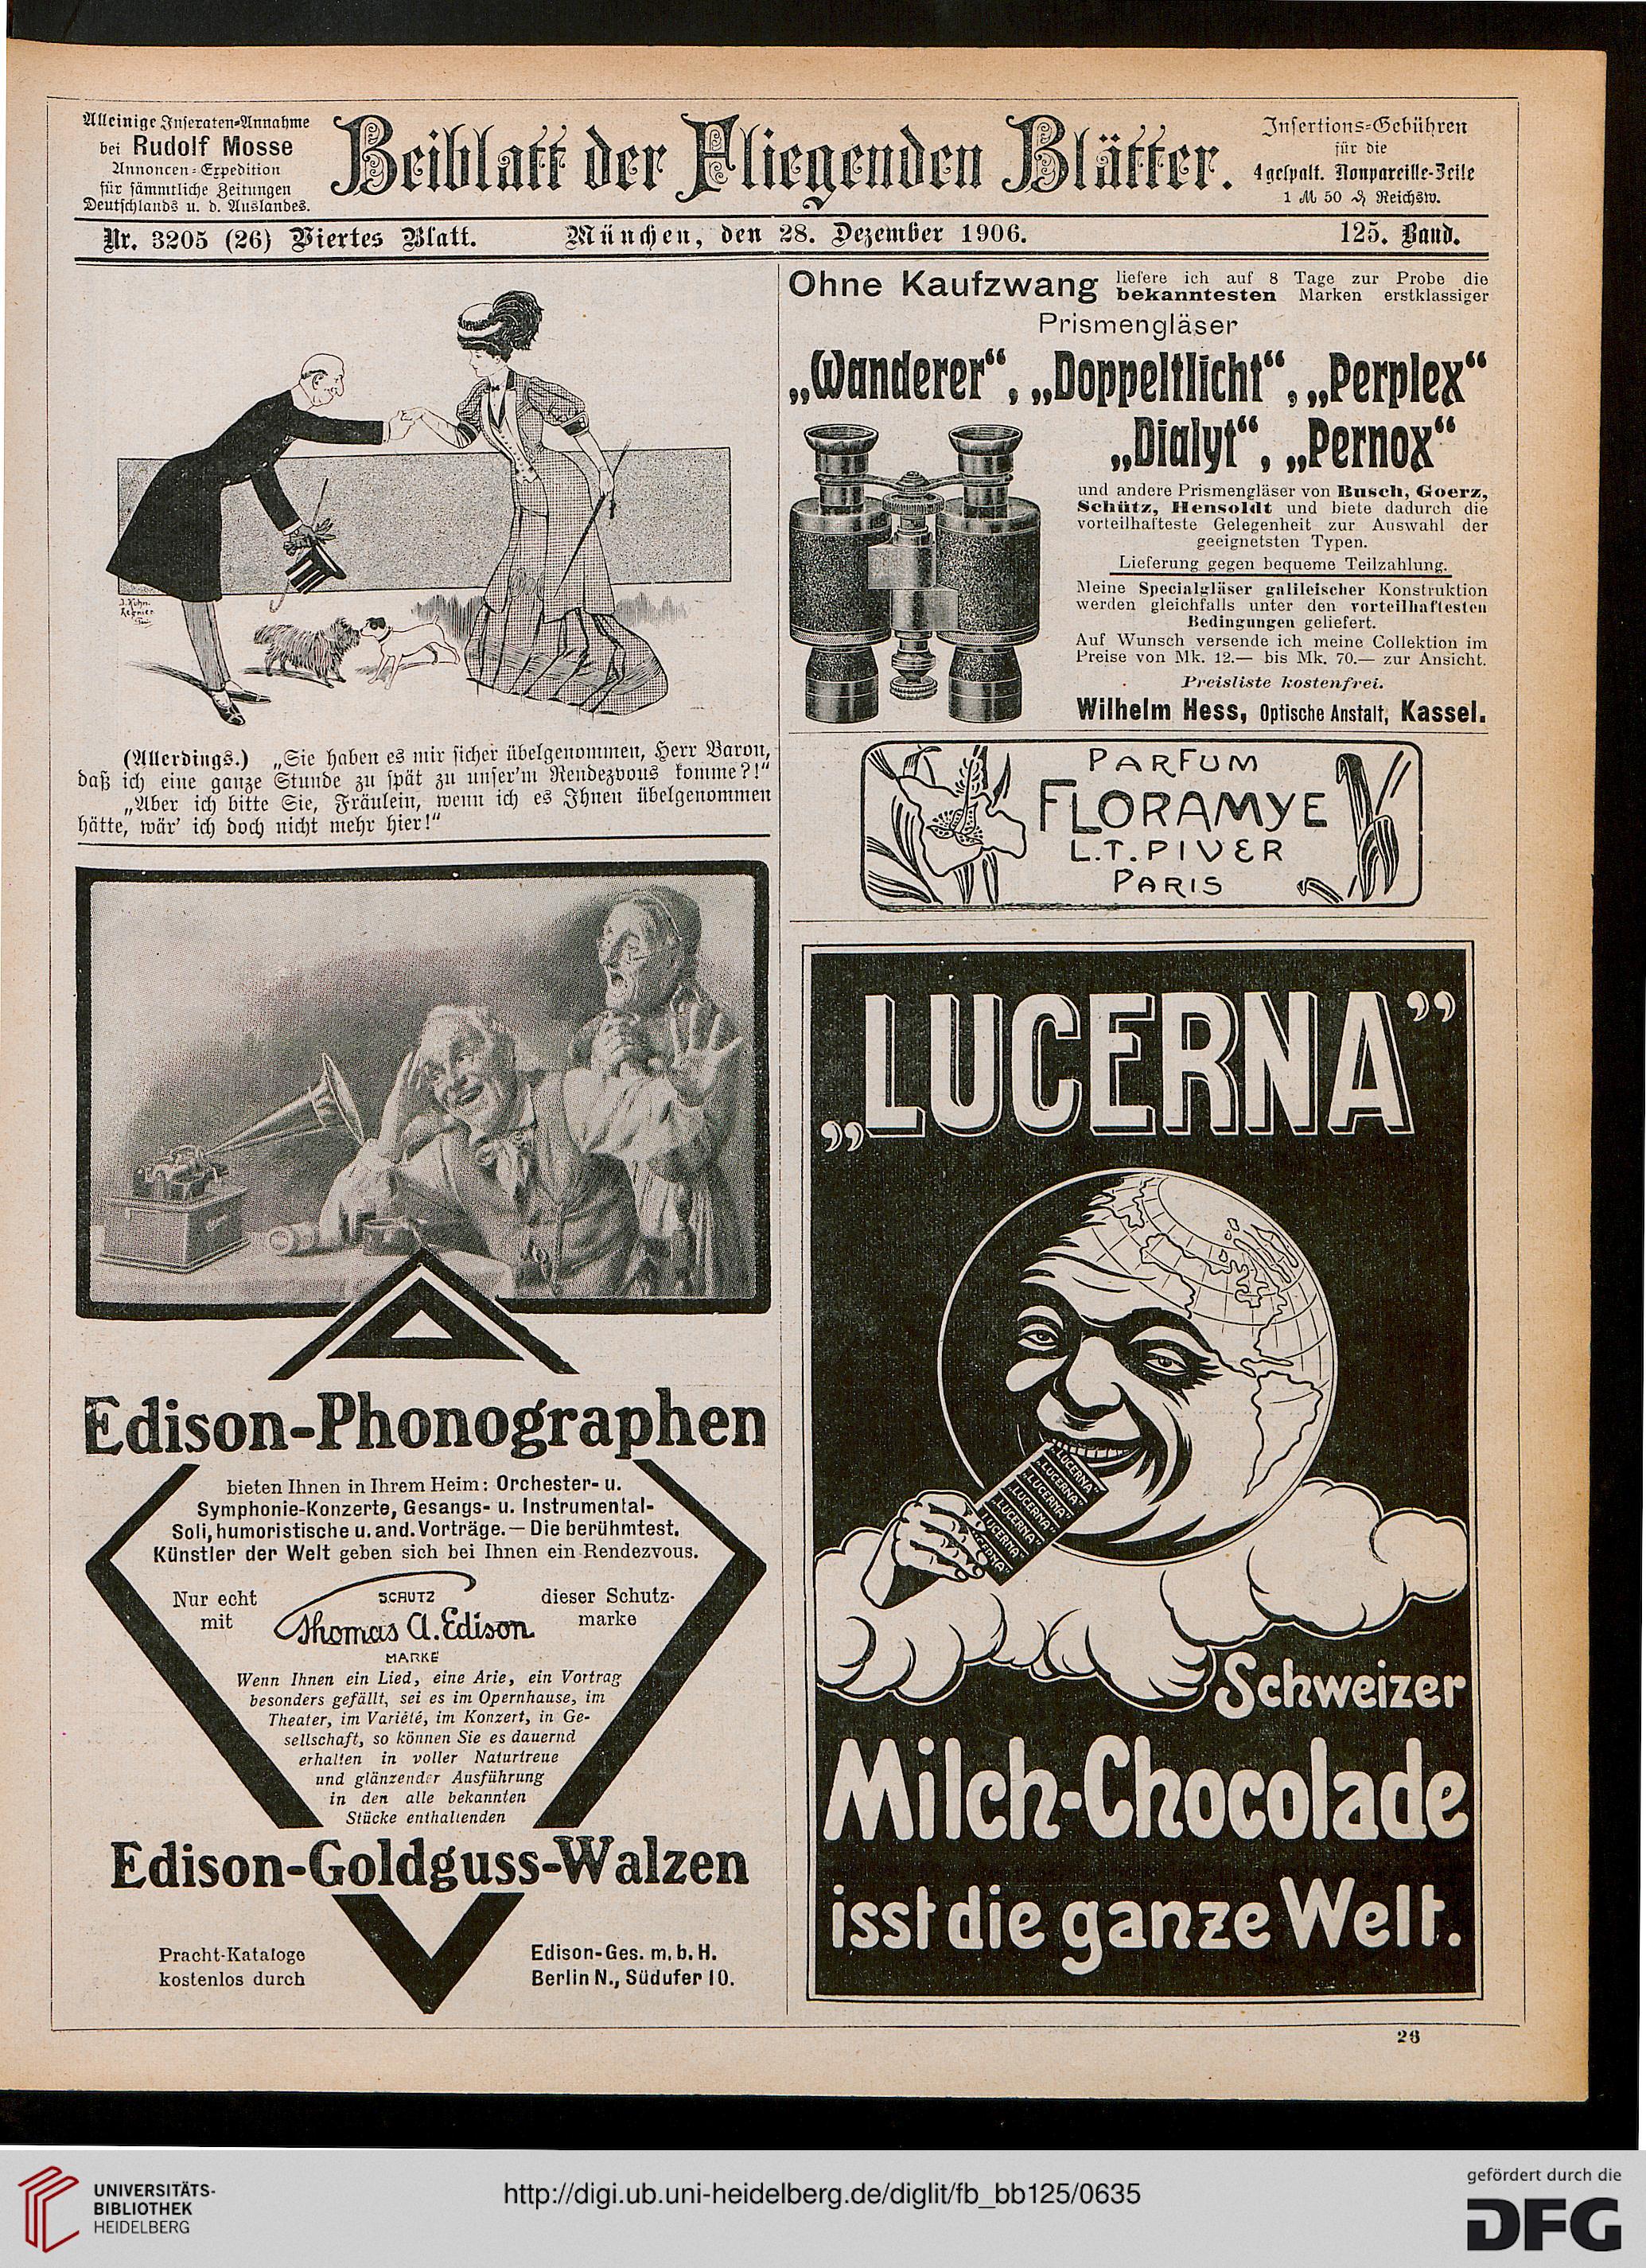 Alleinige Inseraten-Annahme
bei Rudolf Mosse
Annoncen-Expedition
für sämmtliche Zeitungen
Deutschlands u. d. Auslandes.
Beiblatt der Fliegenden Blätter.
Insertions-Gebühren
für die
4 gespalt. Nonpareille-Zeile
1 M 50 ₰ Reichsw.
Nr. 3205 (26) Viertes Blatt. München, den 28. Dezember 1906. 125. Band.
J. Kuhn-
Régnier
Paris
(Allerdings.) „Sie haben es mir sicher übelgenommen, Herr Baron,
daß ich eine ganze Stunde zu spät zu unser'm Rendezvous komme?!“
„Aber ich bitte Sie, Fräulein, wenn ich es Ihnen übelgenommen
hätte, wär' ich doch nicht mehr hier!“
Edison-Phonographen
bieten Ihnen in Ihrem Heim: Orchester- u.
Symphonie-Konzerte, Gesangs- u. Instrumental-
Soli, humoristische u. and. Vorträge. — Die berühmtest.
Künstler der Welt geben sich bei Ihnen ein Rendezvous.
Nur echt
mit
SCHUTZ
Thomas A. Edison
MARKE
dieser Schutz-
marke
Wenn Ihnen ein Lied, eine Arie, ein Vortrag
besonders gefällt, sei es im Opernhause, im
Theater, im Variété, im Konzert, in Ge-
sellschaft, so können Sie es dauernd
erhalten in voller Naturtreue
und glänzender Ausführung
in den alle bekannten
Stücke enthaltenden
Edison-Goldguss-Walzen
Pracht-Kataloge
kostenlos durch
Edison-Ges. m. b. H.
Berlin N., Südufer 10.
Ohne Kaufzwang liefere ich auf 8 Tage zur Probe die
bekanntesten Marken erstklassiger
Prismengläser
„Wanderer“, „Doppeltlicht“, „Perplex“
„Dialyt“, „Pernox“
und andere Prismengläser von Busch, Goerz,
Schütz, Hensoldt und biete dadurch die
vorteilhafteste Gelegenheit zur Auswahl der
geeignetsten Typen.
Lieferung gegen bequeme Teilzahlung.
Meine Specialgläser galileischer Konstruktion
werden gleichfalls unter den vorteilhaftesten
Bedingungen geliefert.
Auf Wunsch versende ich meine Collektion im
Preise von Mk. 12.— bis Mk. 70.— zur Ansicht.
Preisliste kostenfrei.
Wilhelm Hess, Optische Anstalt, Kassel.
PARFUM
FLORAMYE
L.T. PIVER
PARIS
„LUCERNA”
„LUCERNA”
„LUCERNA”
„LUCERNA”
„LUCERNA”
„LUCERNA”
„LUCERNA”
Schweizer
Milch-Chocolade
isst die ganze Welt.
26
UNIVERSITÄTS-
BIBLIOTHEK
HEIDELBERG
http://digi.ub.uni-heidelberg.de/diglit/fb_bb125/0635
gefördert durch die
DFG